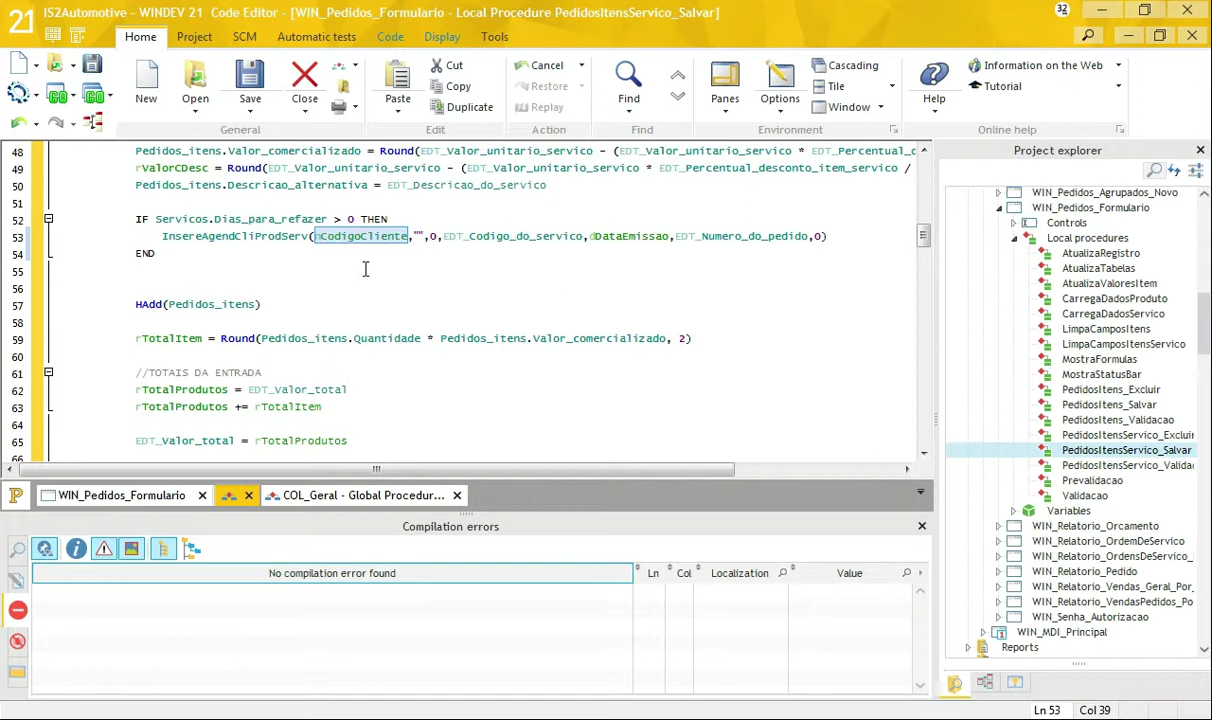 21 IS2Automotive - WINDEV 21 Code Editor - [WIN_Pedidos_Formulario - Local Procedure PedidosItensServico_Salvar]
32
Home Project SCM Automatic tests Code Display Tools
New Open Save Close
Paste
Cut
Copy
Duplicate
Cancel
Restore
Replay
Find
Panes
Options
Cascading
Tile
Window
Help
Information on the Web
Tutorial
GO GO
General Edit Action Find Environment Online help
48 Pedidos_itens.Valor_comercializado = Round(EDT_Valor_unitario_servico - (EDT_Valor_unitario_servico * EDT_Percentual_d
49 rValorCDesc = Round(EDT_Valor_unitario_servico - (EDT_Valor_unitario_servico * EDT_Percentual_desconto_item_servico /
50 Pedidos_itens.Descricao_alternativa = EDT_Descricao_do_servico
51
52 IF Servicos.Dias_para_refazer > 0 THEN
53 InsereAgendCliProdServ(nCodigoCliente,"",0,EDT_Codigo_do_servico,dDataEmissao,EDT_Numero_do_pedido,0)
54 END
55
56
57 HAdd(Pedidos_itens)
58
59 rTotalItem = Round(Pedidos_itens.Quantidade * Pedidos_itens.Valor_comercializado, 2)
60
61 //TOTAIS DA ENTRADA
62 rTotalProdutos = EDT_Valor_total
63 rTotalProdutos += rTotalItem
64
65 EDT_Valor_total = rTotalProdutos
66
WIN_Pedidos_Formulario
COL_Geral - Global Procedur...
Compilation errors
No compilation error found Ln Col Localization Value
Project explorer
WIN_Pedidos_Agrupados_Novo
WIN_Pedidos_Formulario
Controls
Local procedures
AtualizaRegistro
AtualizaTabelas
AtualizaValoresItem
CarregaDadosProduto
CarregaDadosServico
LimpaCamposItens
LimpaCamposItensServico
MostraFormulas
MostraStatusBar
PedidosItens_Excluir
PedidosItens_Salvar
PedidosItens_Validacao
PedidosItensServico_Excluir
PedidosItensServico_Salvar
PedidosItensServico_Valida
Prevalidacao
Validacao
Variables
WIN_Relatorio_Orcamento
WIN_Relatorio_OrdemDeServico
WIN_Relatorio_OrdensDeServico_
WIN_Relatorio_Pedido
WIN_Relatorio_Vendas_Geral_Por_
WIN_Relatorio_VendasPedidos_Po
WIN_Senha_Autorizacao
WIN_MDI_Principal
Reports
Ln 53 Col 39